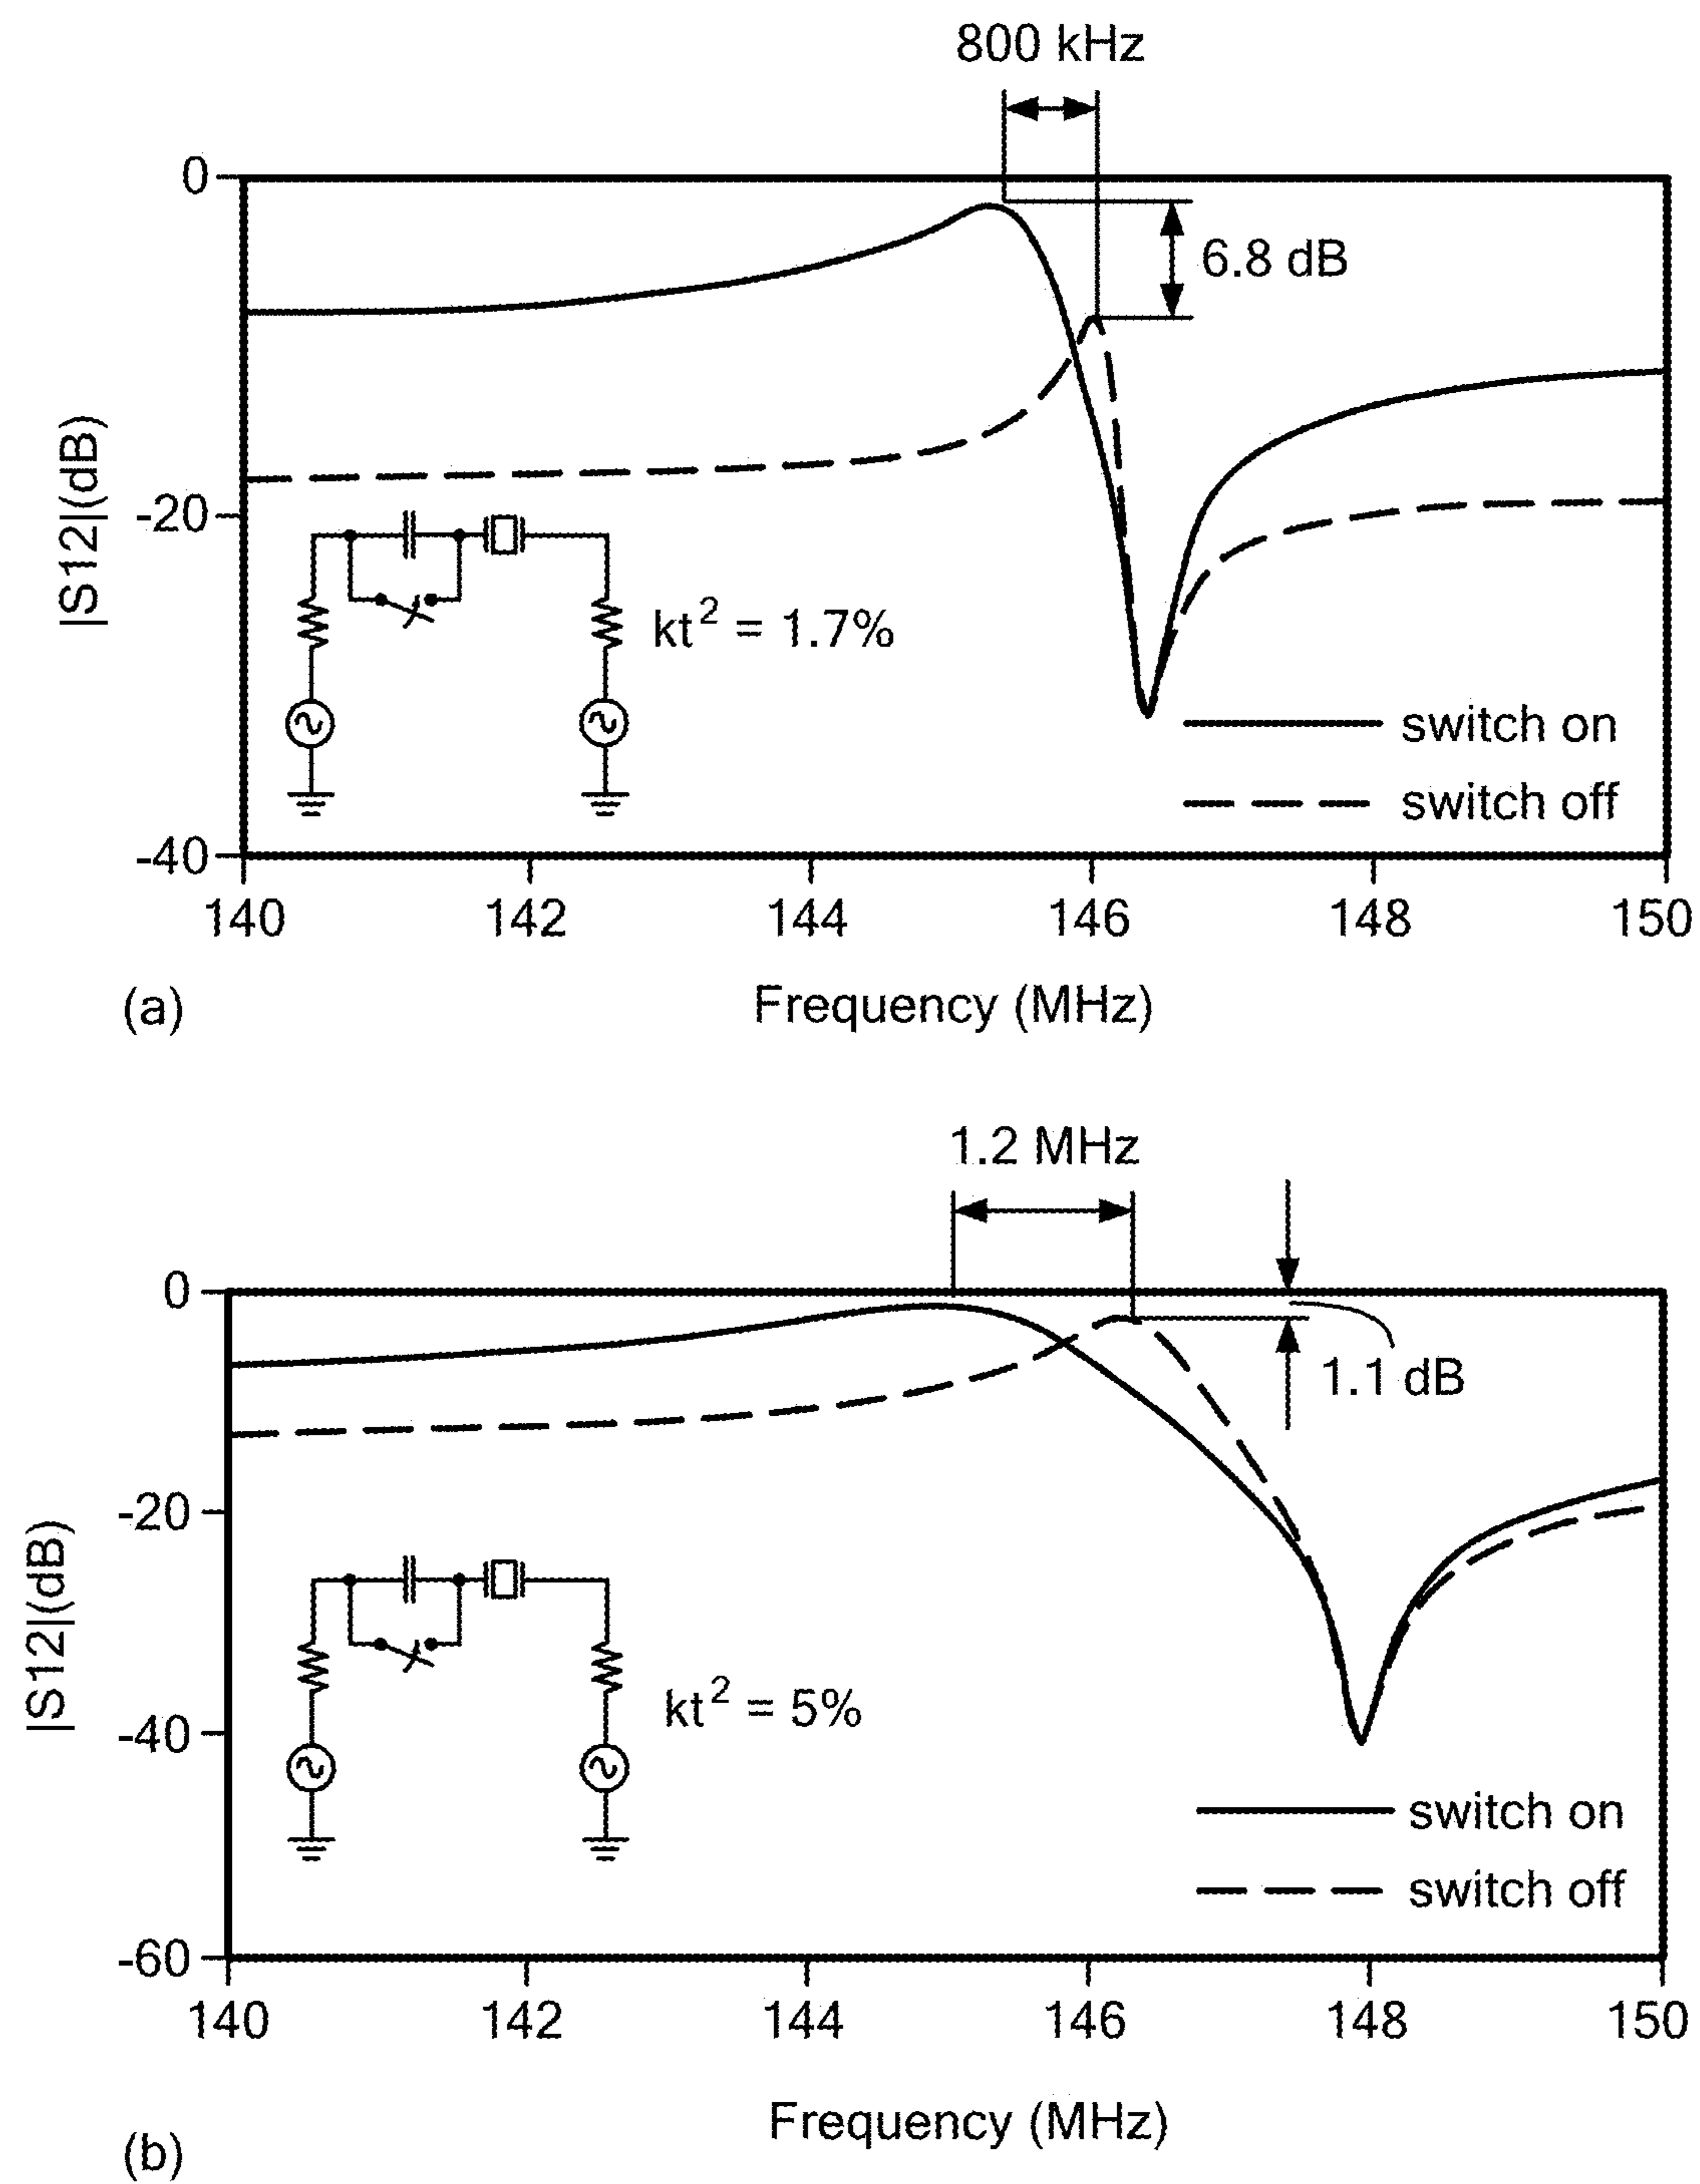 800 kHz
0
6.8 dB
|S12|(dB)
-20
kt² = 1.7%
switch on
switch off
-40
140 142 144 146 148 150
(a) Frequency (MHz)
1.2 MHz
0
1.1 dB
-20
|S12|(dB)
kt² = 5%
-40
switch on
switch off
-60
140 142 144 146 148 150
Frequency (MHz)
(b)